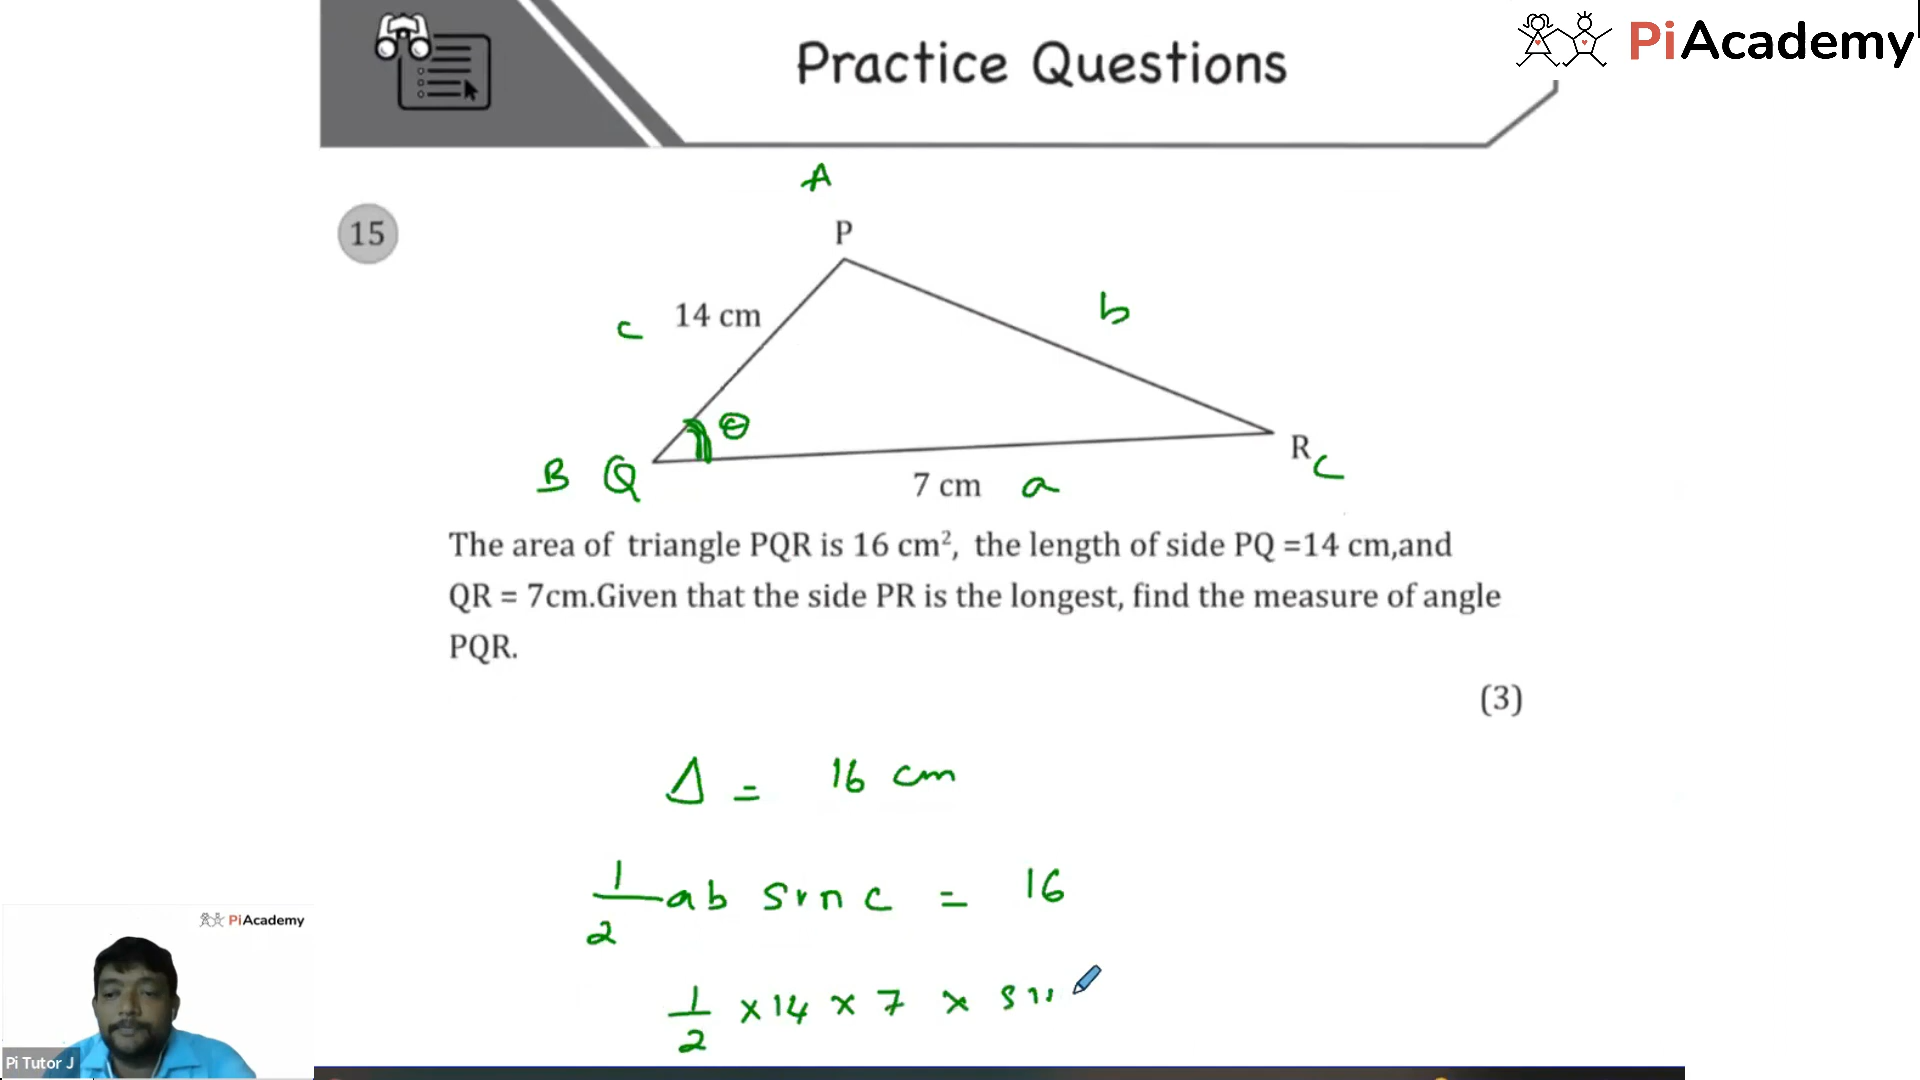 Practice Questions
PiAcademy
A
15
P
14 cm
c
b
θ
B Q
R
C
7 cm a
The area of triangle PQR is 16 cm², the length of side PQ =14 cm,and
QR = 7cm.Given that the side PR is the longest, find the measure of angle
PQR.
(3)
Δ = 16 cm
1/2 ab sin c = 16
1/2 × 14 × 7 × sin
PiAcademy
Pi Tutor J